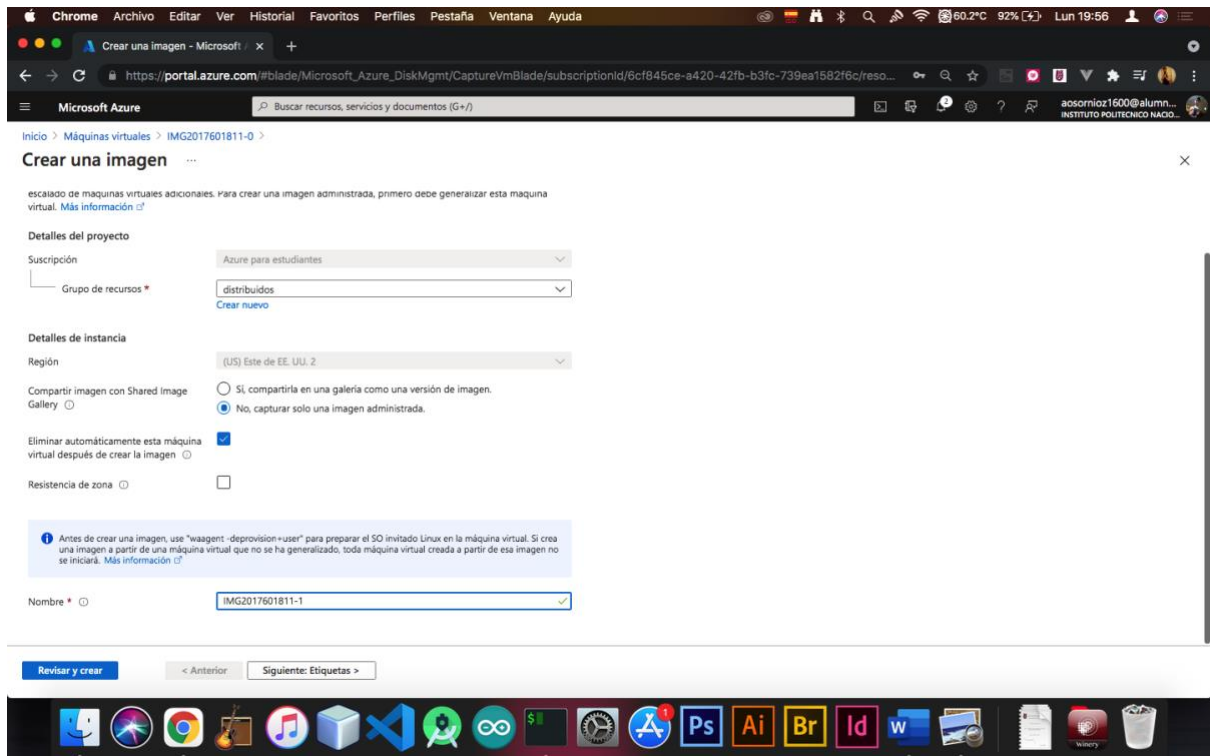 Chrome Archivo Editar Ver Historial Favoritos Perfiles Pestaña Ventana Ayuda 60.2°C 92% Lun 19:56
Crear una imagen - Microsoft
https://portal.azure.com/#blade/Microsoft_Azure_DiskMgmt/CaptureVmBlade/subscriptionId/6cf845ce-a420-42fb-b3fc-739ea1582f6c/reso...
Microsoft Azure
Buscar recursos, servicios y documentos (G+/)
2
aosornioz1600@alumn...
INSTITUTO POLITECNICO NACIO...
Inicio > Máquinas virtuales > IMG2017601811-0 >
Crear una imagen ...
escalado de máquinas virtuales adicionales. Para crear una imagen administrada, primero debe generalizar esta máquina
virtual. Más información
Detalles del proyecto
Suscripción
Azure para estudiantes
Grupo de recursos *
distribuidos
Crear nuevo
Detalles de instancia
Región
(US) Este de EE. UU. 2
Compartir imagen con Shared Image
Gallery
Sí, compartirla en una galería como una versión de imagen.
No, capturar solo una imagen administrada.
Eliminar automáticamente esta máquina
virtual después de crear la imagen
Resistencia de zona
Antes de crear una imagen, use "waagent -deprovision+user" para preparar el SO invitado Linux en la máquina virtual. Si crea
una imagen a partir de una máquina virtual que no se ha generalizado, toda máquina virtual creada a partir de esa imagen no
se iniciará. Más información
Nombre *
IMG2017601811-1
Revisar y crear
< Anterior
Siguiente: Etiquetas >
1
Ps Ai Br Id W
Winery